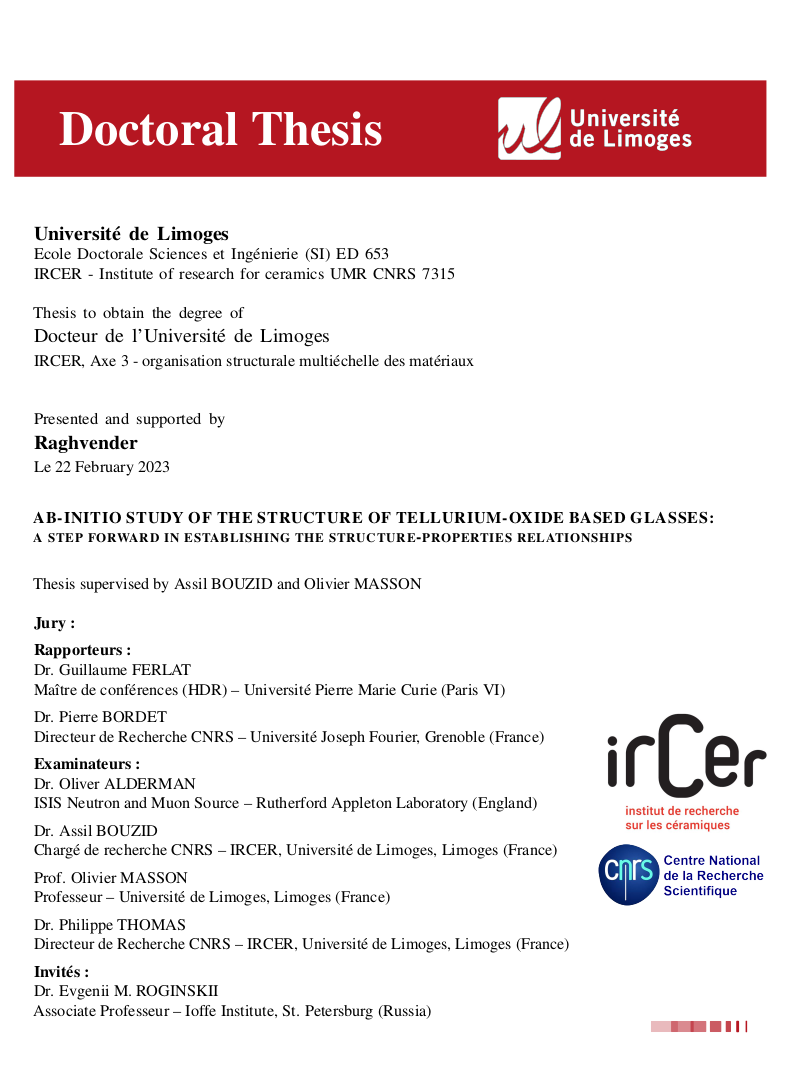 Doctoral Thesis
Université
de Limoges
Université de Limoges
Ecole Doctorale Sciences et Ingénierie (SI) ED 653
IRCER - Institute of research for ceramics UMR CNRS 7315
Thesis to obtain the degree of
Docteur de l’Université de Limoges
IRCER, Axe 3 - organisation structurale multiéchelle des matériaux
Presented and supported by
Raghvender
Le 22 February 2023
AB-INITIO STUDY OF THE STRUCTURE OF TELLURIUM-OXIDE BASED GLASSES:
A STEP FORWARD IN ESTABLISHING THE STRUCTURE-PROPERTIES RELATIONSHIPS
Thesis supervised by Assil BOUZID and Olivier MASSON
Jury :
Rapporteurs :
Dr. Guillaume FERLAT
Maître de conférences (HDR) – Université Pierre Marie Curie (Paris VI)
Dr. Pierre BORDET
Directeur de Recherche CNRS – Université Joseph Fourier, Grenoble (France)
Examinateurs :
Dr. Oliver ALDERMAN
ISIS Neutron and Muon Source – Rutherford Appleton Laboratory (England)
Dr. Assil BOUZID
Chargé de recherche CNRS – IRCER, Université de Limoges, Limoges (France)
Prof. Olivier MASSON
Professeur – Université de Limoges, Limoges (France)
Dr. Philippe THOMAS
Directeur de Recherche CNRS – IRCER, Université de Limoges, Limoges (France)
Invités :
Dr. Evgenii M. ROGINSKII
Associate Professeur – Ioffe Institute, St. Petersburg (Russia)
irCer
institut de recherche
sur les céramiques
cnrs
Centre National
de la Recherche
Scientifique